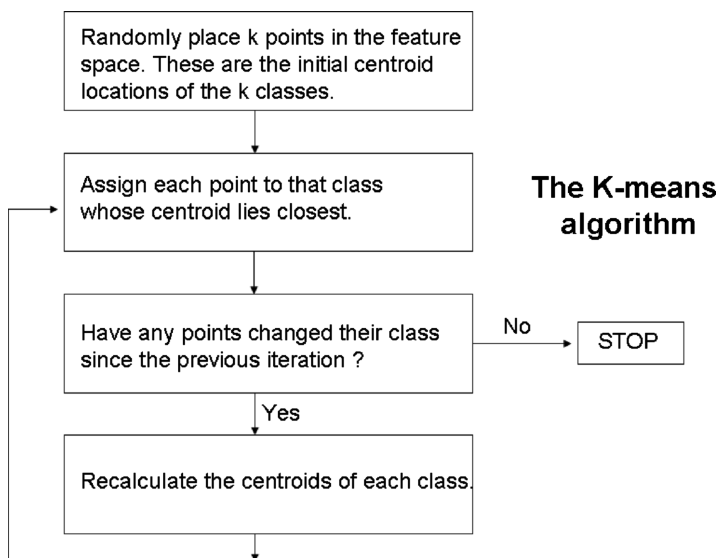 Randomly place k points in the feature
space. These are the initial centroid
locations of the k classes.
Assign each point to that class
whose centroid lies closest.
The K-means
algorithm
Have any points changed their class
since the previous iteration ?
No
STOP
Yes
Recalculate the centroids of each class.